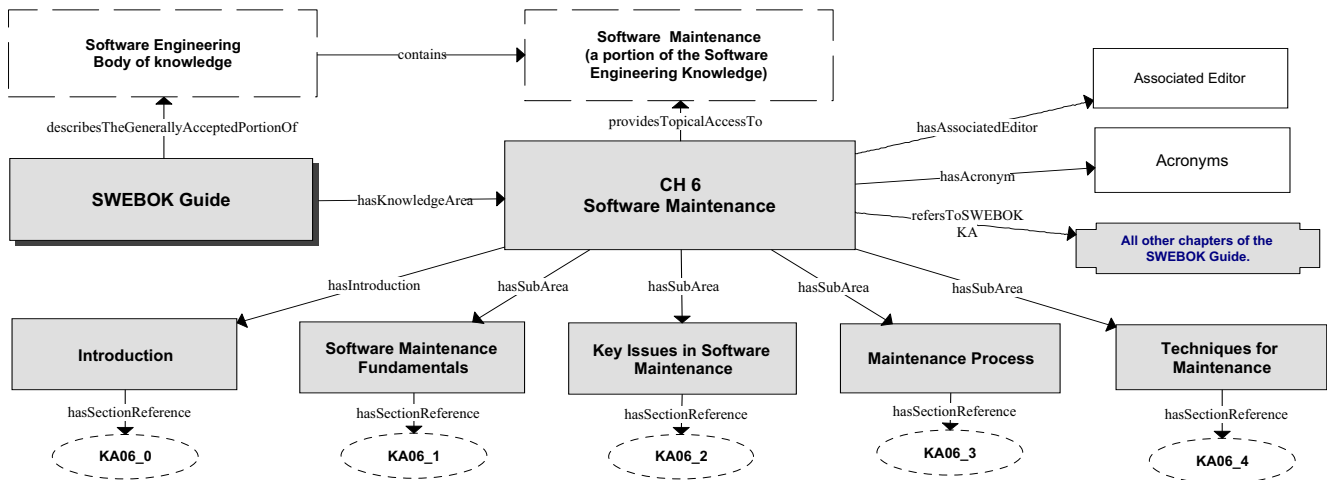 Software Engineering
Body of knowledge
contains
Software Maintenance
(a portion of the Software
Engineering Knowledge)
Associated Editor
describesTheGenerallyAcceptedPortionOf
providesTopicalAccessTo
hasAssociatedEditor
SWEBOK Guide
hasKnowledgeArea
CH 6
Software Maintenance
hasAcronym
Acronyms
refersToSWEBOK
KA
All other chapters of the
SWEBOK Guide.
hasIntroduction
hasSubArea
hasSubArea
hasSubArea
hasSubArea
Introduction
Software Maintenance
Fundamentals
Key Issues in Software
Maintenance
Maintenance Process
Techniques for
Maintenance
hasSectionReference
hasSectionReference
hasSectionReference
hasSectionReference
hasSectionReference
KA06_0
KA06_1
KA06_2
KA06_3
KA06_4